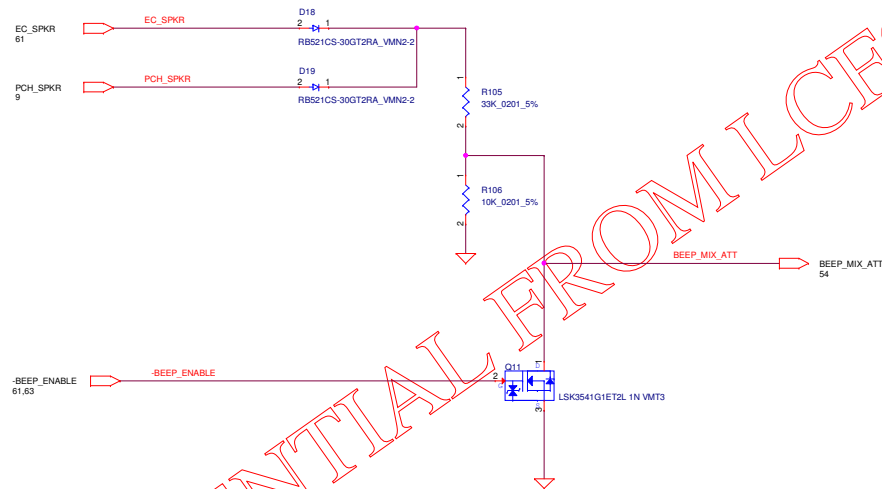 D18
EC_SPKR
EC_SPKR
61
2
1
RB521CS-30GT2RA_VMN2-2
D19
PCH_SPKR
PCH_SPKR
9
2
1
RB521CS-30GT2RA_VMN2-2
1
R105
33K_0201_5%
2
1
R106
10K_0201_5%
2
BEEP_MIX_ATT
BEEP_MIX_ATT
54
-BEEP_ENABLE
-BEEP_ENABLE
61,63
Q11
2
1
D
G
S
3
LSK3541G1ET2L 1N VMT3
NTIAL FROM LCF